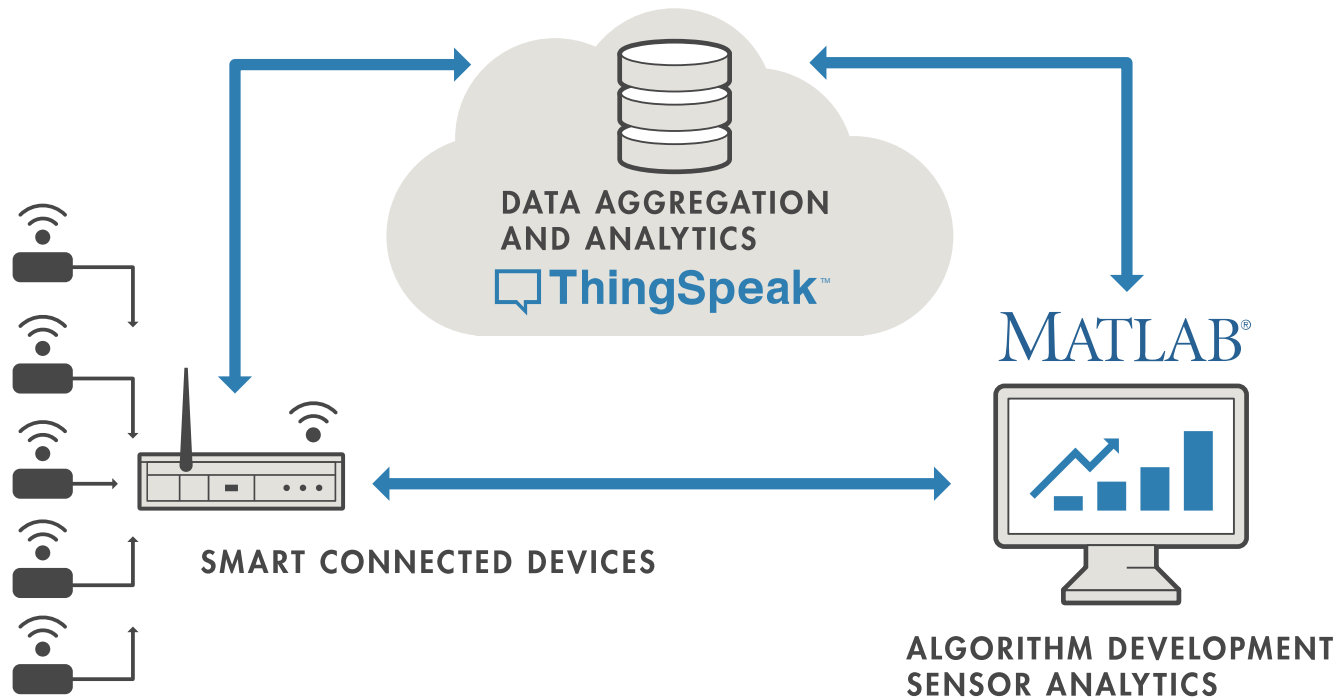 DATA AGGREGATION
AND ANALYTICS
ThingSpeak™
MATLAB®
SMART CONNECTED DEVICES
ALGORITHM DEVELOPMENT
SENSOR ANALYTICS